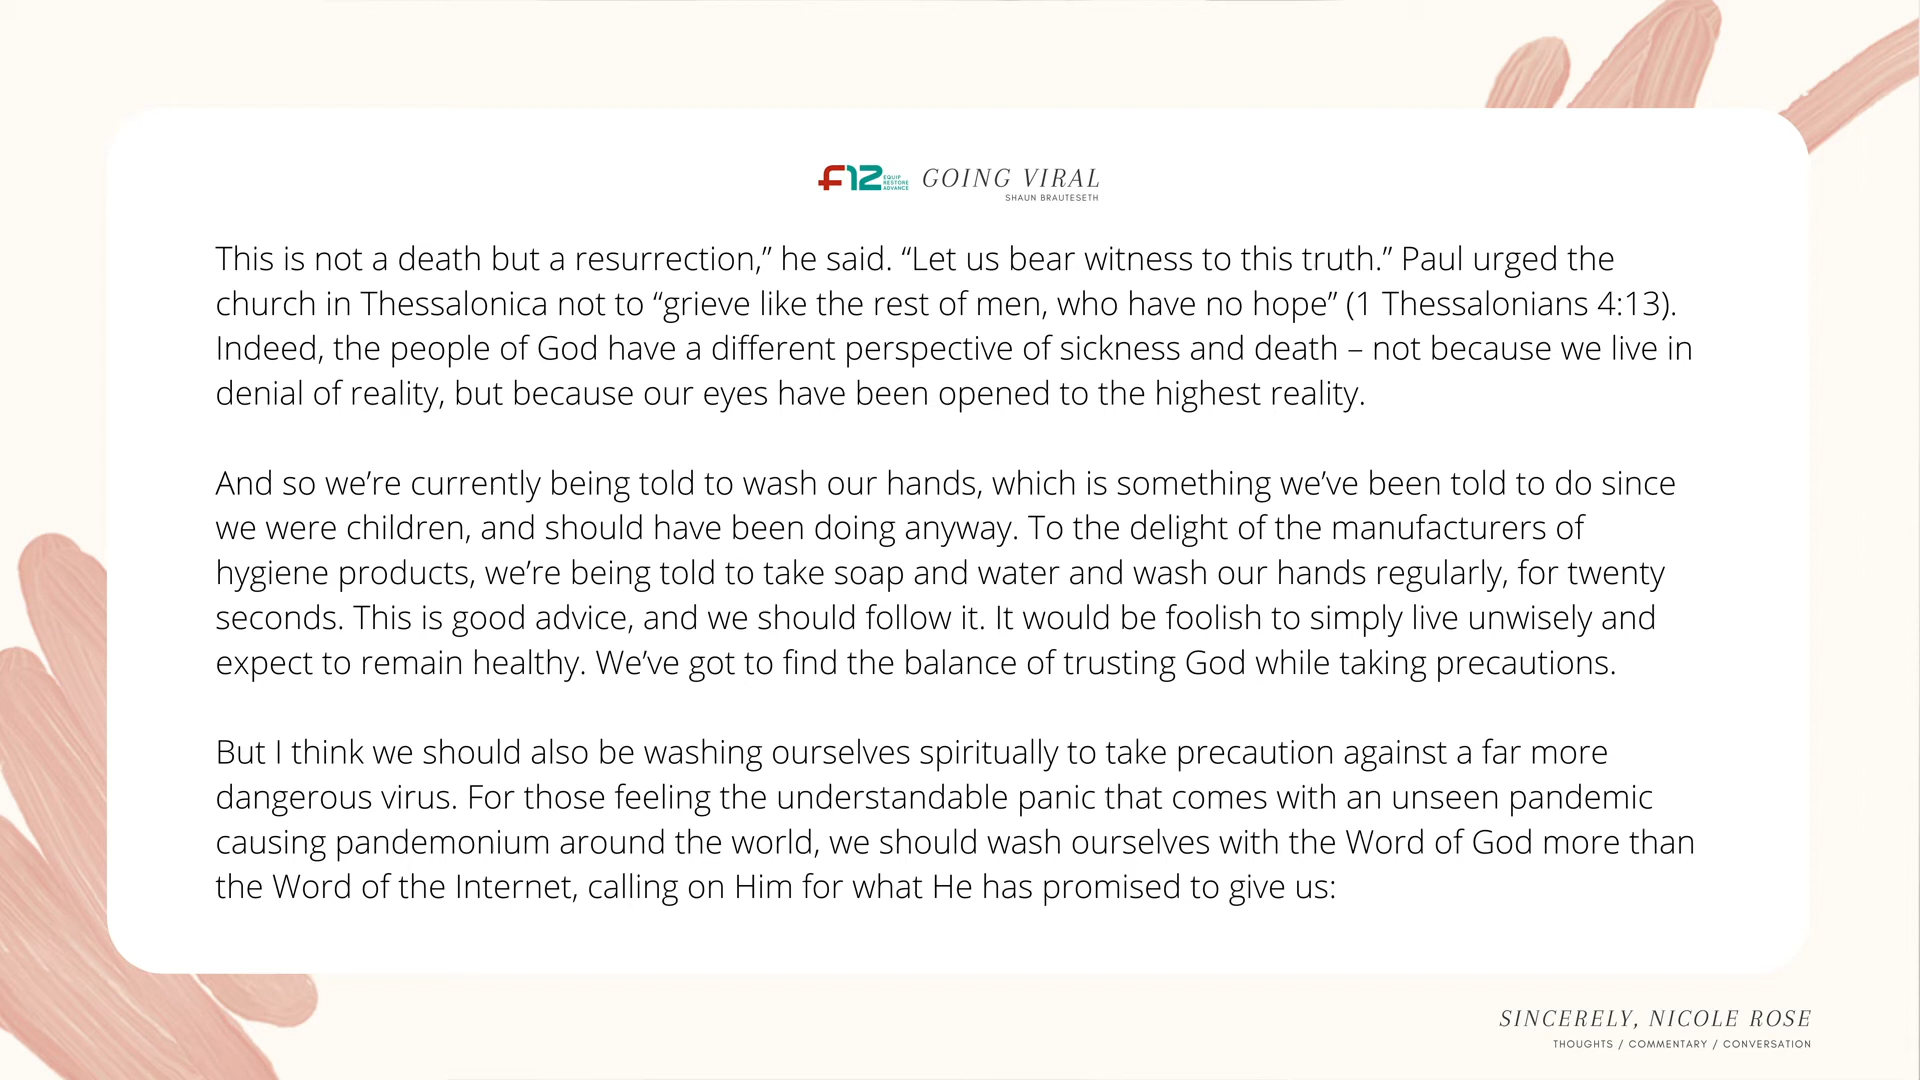 F12 EQUIP RESTORE ADVANCE
GOING VIRAL
SHAUN BRAUTESETH
This is not a death but a resurrection,” he said. “Let us bear witness to this truth.” Paul urged the
church in Thessalonica not to “grieve like the rest of men, who have no hope” (1 Thessalonians 4:13).
Indeed, the people of God have a different perspective of sickness and death – not because we live in
denial of reality, but because our eyes have been opened to the highest reality.
And so we’re currently being told to wash our hands, which is something we’ve been told to do since
we were children, and should have been doing anyway. To the delight of the manufacturers of
hygiene products, we’re being told to take soap and water and wash our hands regularly, for twenty
seconds. This is good advice, and we should follow it. It would be foolish to simply live unwisely and
expect to remain healthy. We’ve got to find the balance of trusting God while taking precautions.
But I think we should also be washing ourselves spiritually to take precaution against a far more
dangerous virus. For those feeling the understandable panic that comes with an unseen pandemic
causing pandemonium around the world, we should wash ourselves with the Word of God more than
the Word of the Internet, calling on Him for what He has promised to give us:
SINCERELY, NICOLE ROSE
THOUGHTS / COMMENTARY / CONVERSATION